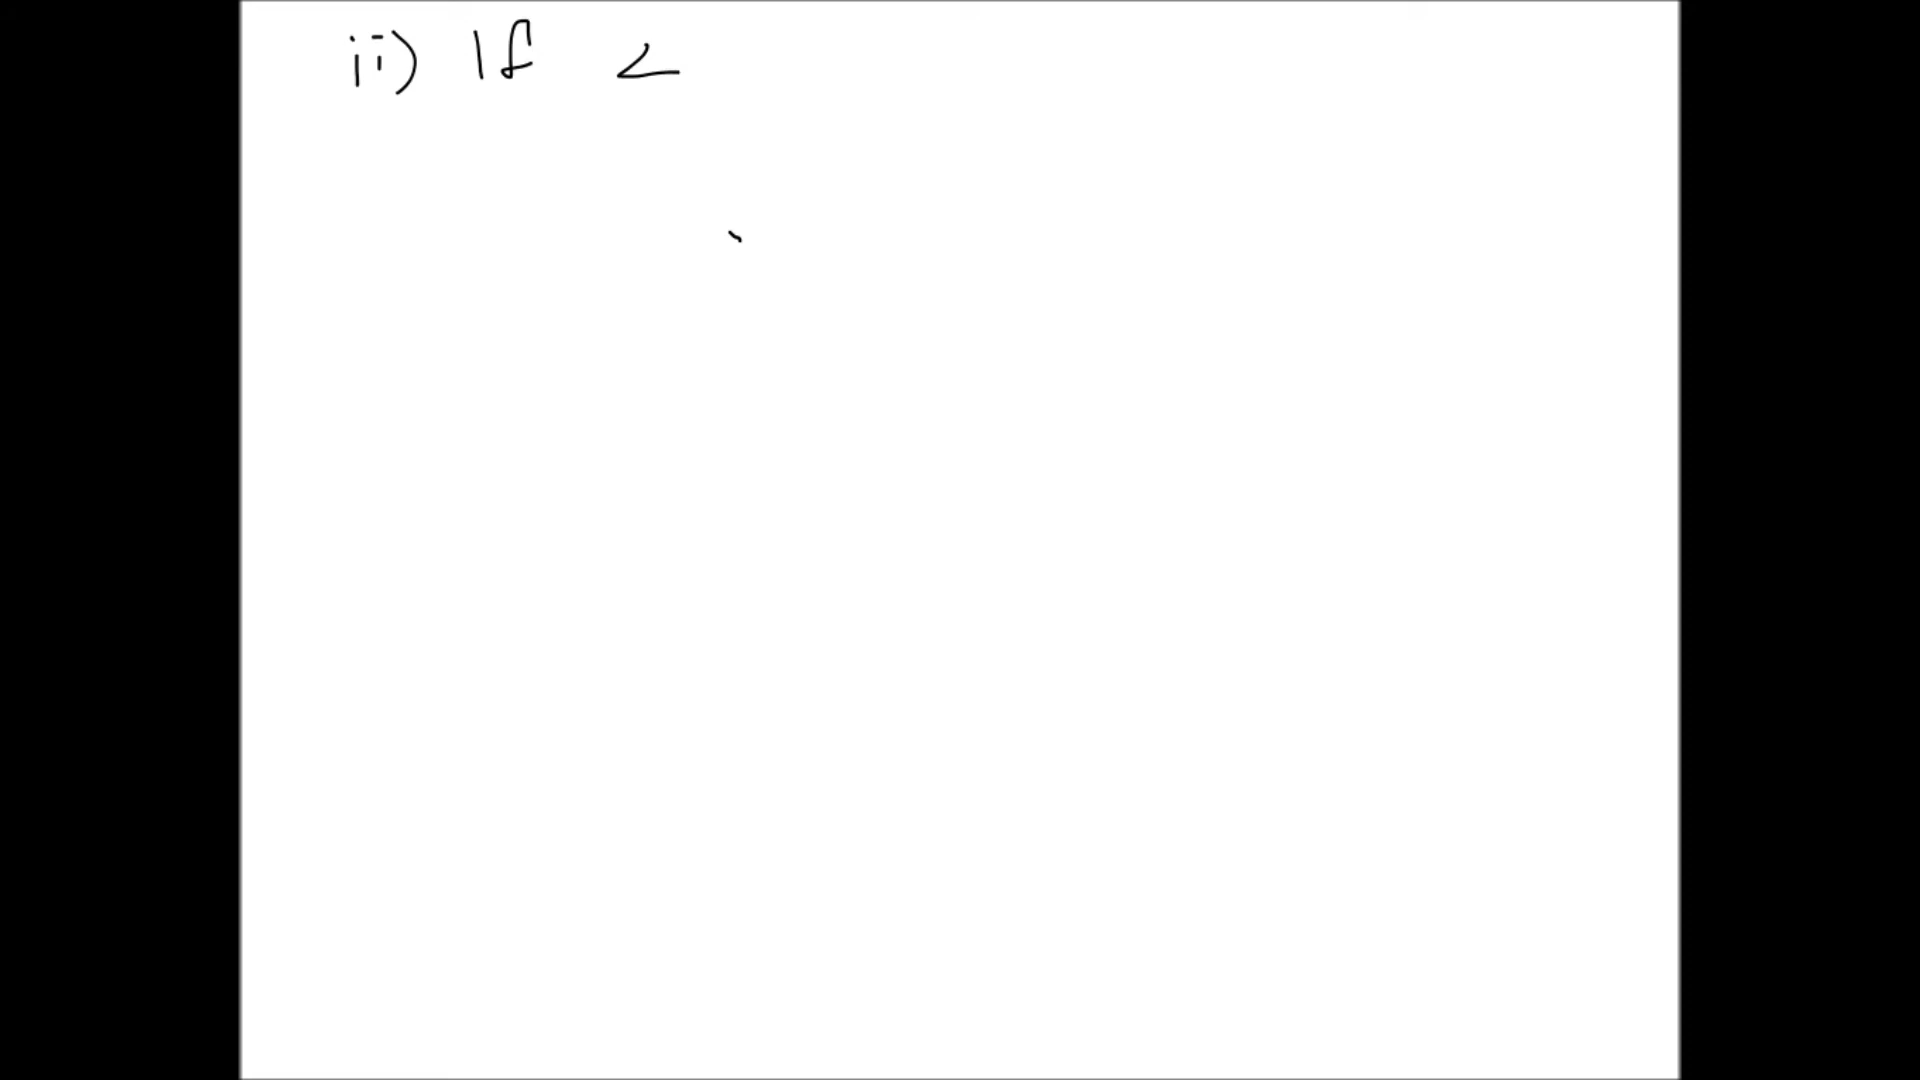 ii) If ∠